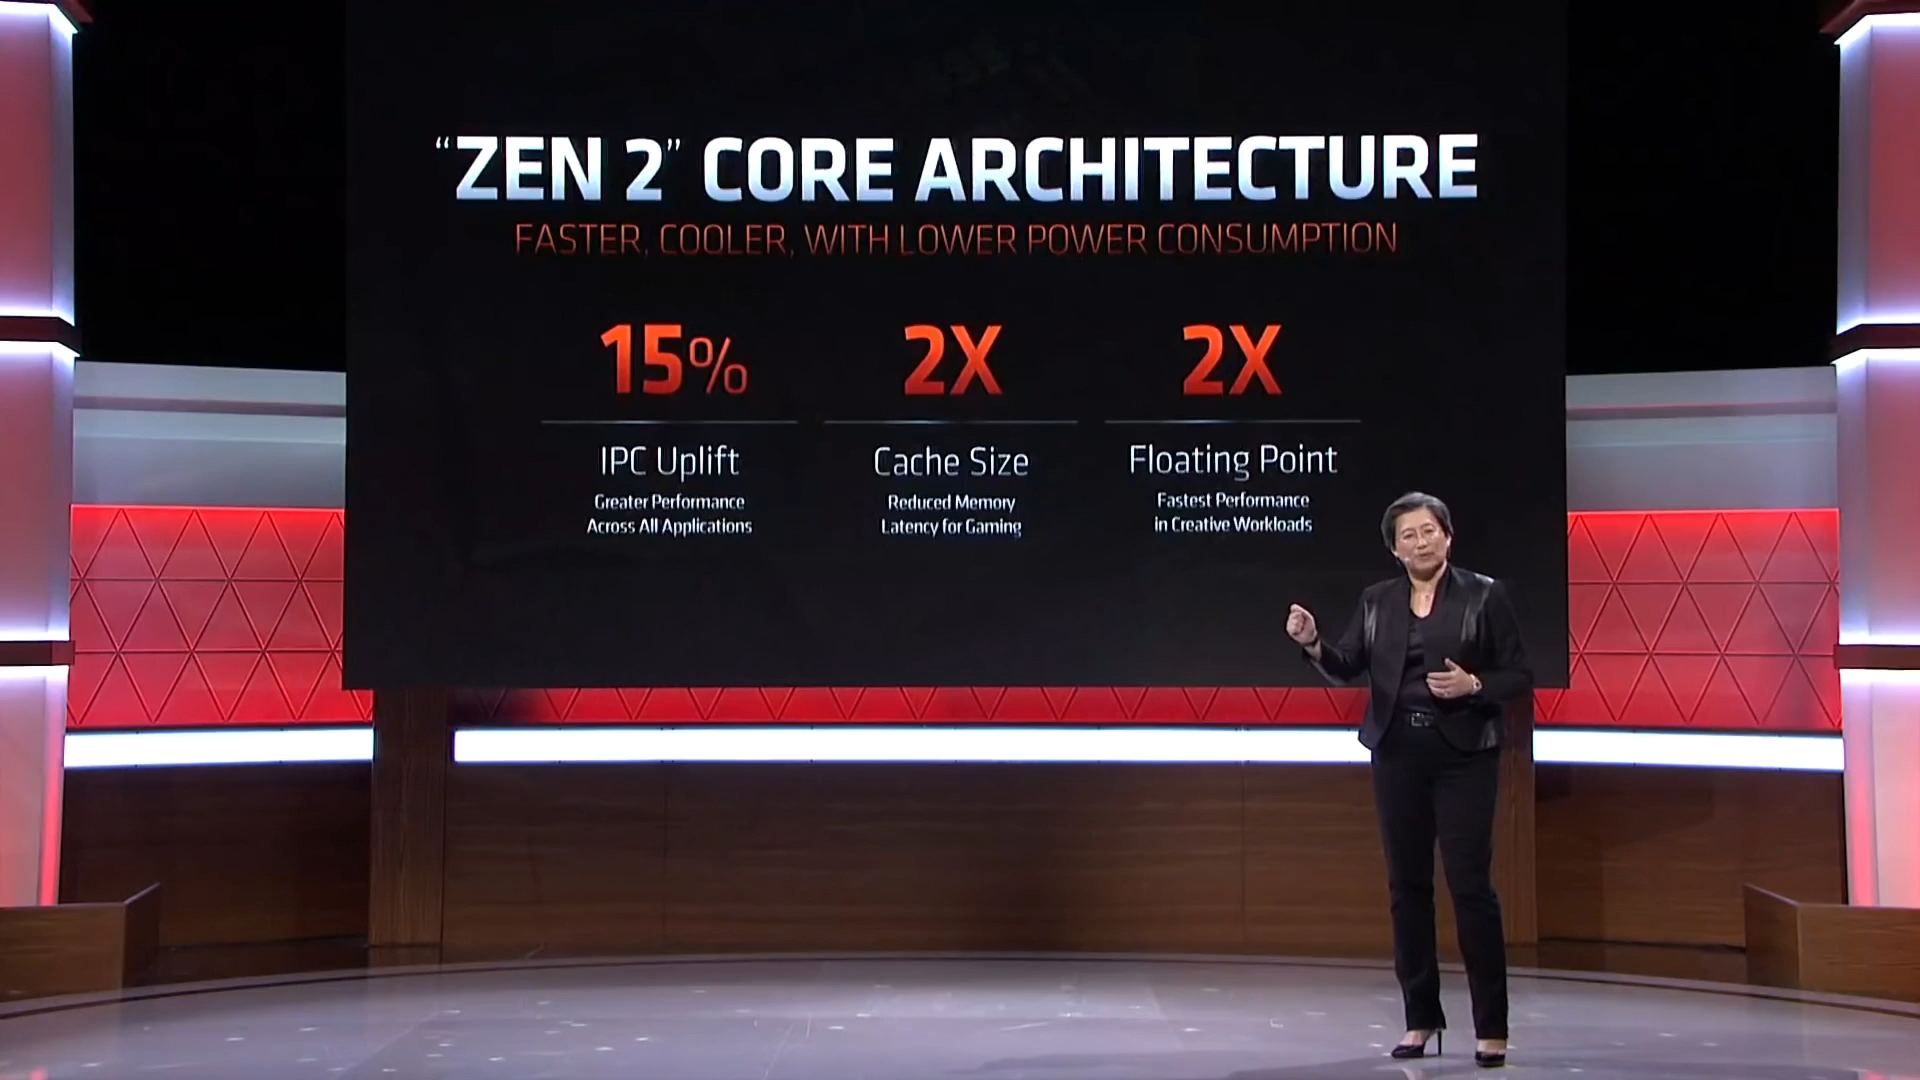 “ZEN 2” CORE ARCHITECTURE
FASTER, COOLER, WITH LOWER POWER CONSUMPTION
15%
IPC Uplift
Greater Performance
Across All Applications
2X
Cache Size
Reduced Memory
Latency for Gaming
2X
Floating Point
Fastest Performance
in Creative Workloads